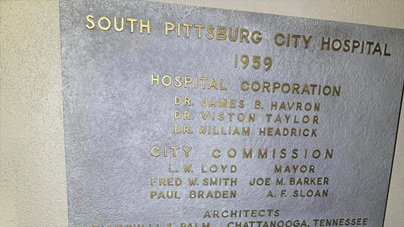 SOUTH PITTSBURG CITY HOSPITAL
1959
HOSPITAL CORPORATION
DR. JAMES B. HAVRON
DR. VISTON TAYLOR
DR. WILLIAM HEADRICK
CITY COMMISSION
L. W. LOYD MAYOR
FRED W. SMITH JOE M. BARKER
PAUL BRADEN A. F. SLOAN
ARCHITECTS
PALM CHATTANOOGA, TENNESSEE